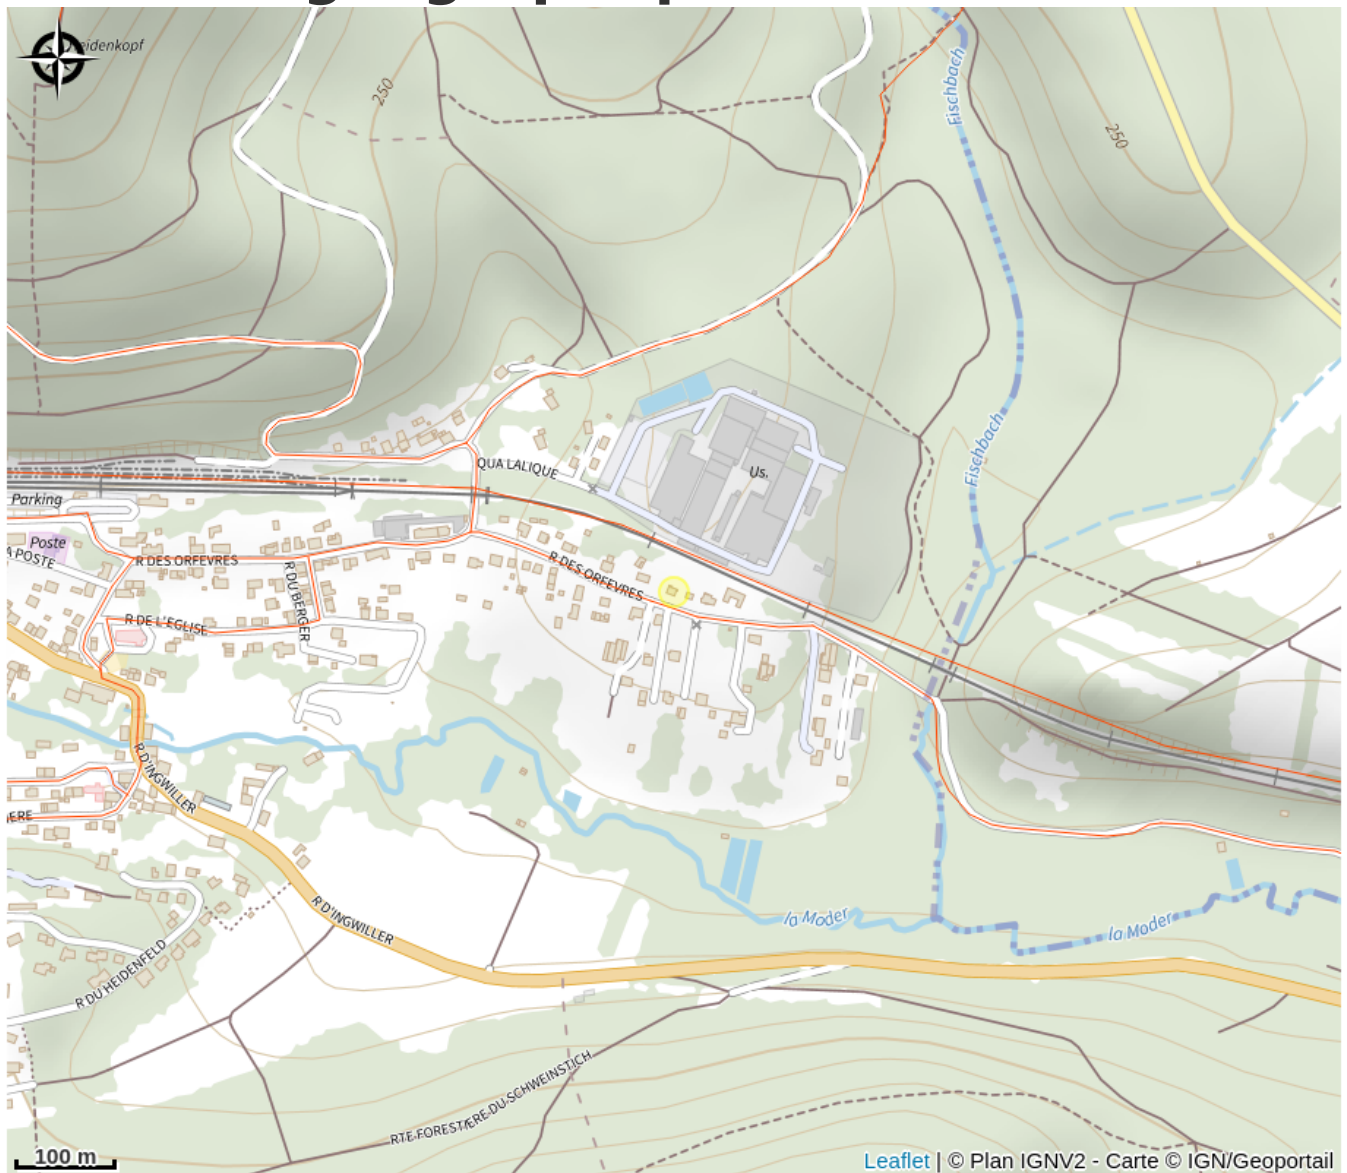 eidenkopf
250
Fischbach
250
QUA LALIQUE
Us.
Fischbach
Parking
Poste
A POSTE
R DES ORFEVRES
R DES ORFEVRES
R DU BERGER
R DE L'EGLISE
R D'INGWILLER
IERE
R D'INGWILLER
la Moder
la Moder
R DU HEIDENFELD
RTE FORESTIERE DU SCHWEINSTICH
100 m
Leaflet | © Plan IGNV2 - Carte © IGN/Geoportail